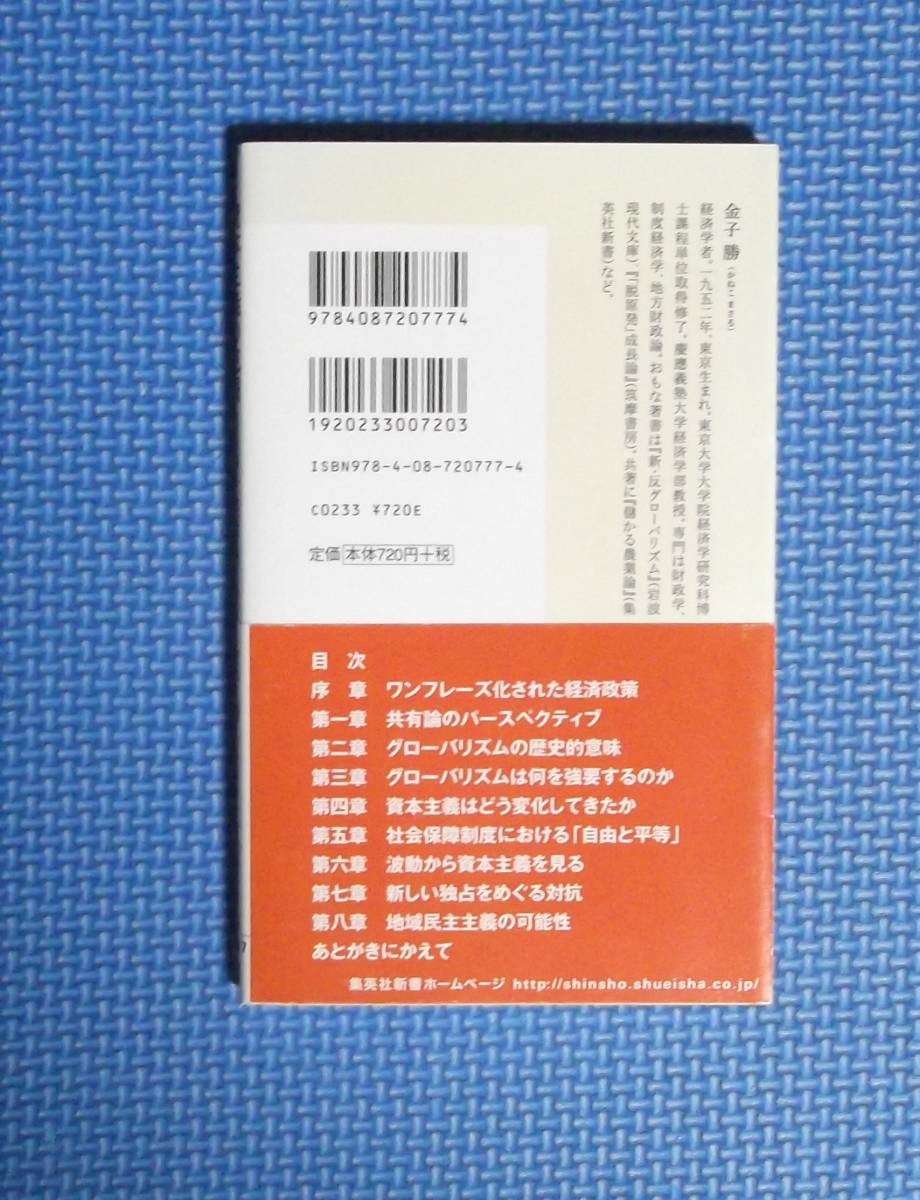 金子 勝(かねこ まさる)
経済学者。一九五二年、東京生まれ。東京大学大学院経済学研究科博
士課程単位取得修了。慶應義塾大学経済学部教授。専門は財政学、
制度経済学、地方財政論。おもな著書は『新・反グローバリズム』(岩波
現代文庫)、『「脱原発」成長論』(筑摩書房)、共著に『儲かる農業論』(集
英社新書)など。
9784087207774
1920233007203
ISBN978-4-08-720777-4
C0233 ¥720E
定価 本体720円+税
目 次
序 章 ワンフレーズ化された経済政策
第一章 共有論のパースペクティブ
第二章 グローバリズムの歴史的意味
第三章 グローバリズムは何を強要するのか
第四章 資本主義はどう変化してきたか
第五章 社会保障制度における「自由と平等」
第六章 波動から資本主義を見る
第七章 新しい独占をめぐる対抗
第八章 地域民主主義の可能性
あとがきにかえて
集英社新書ホームページ http://shinsho.shueisha.co.jp/